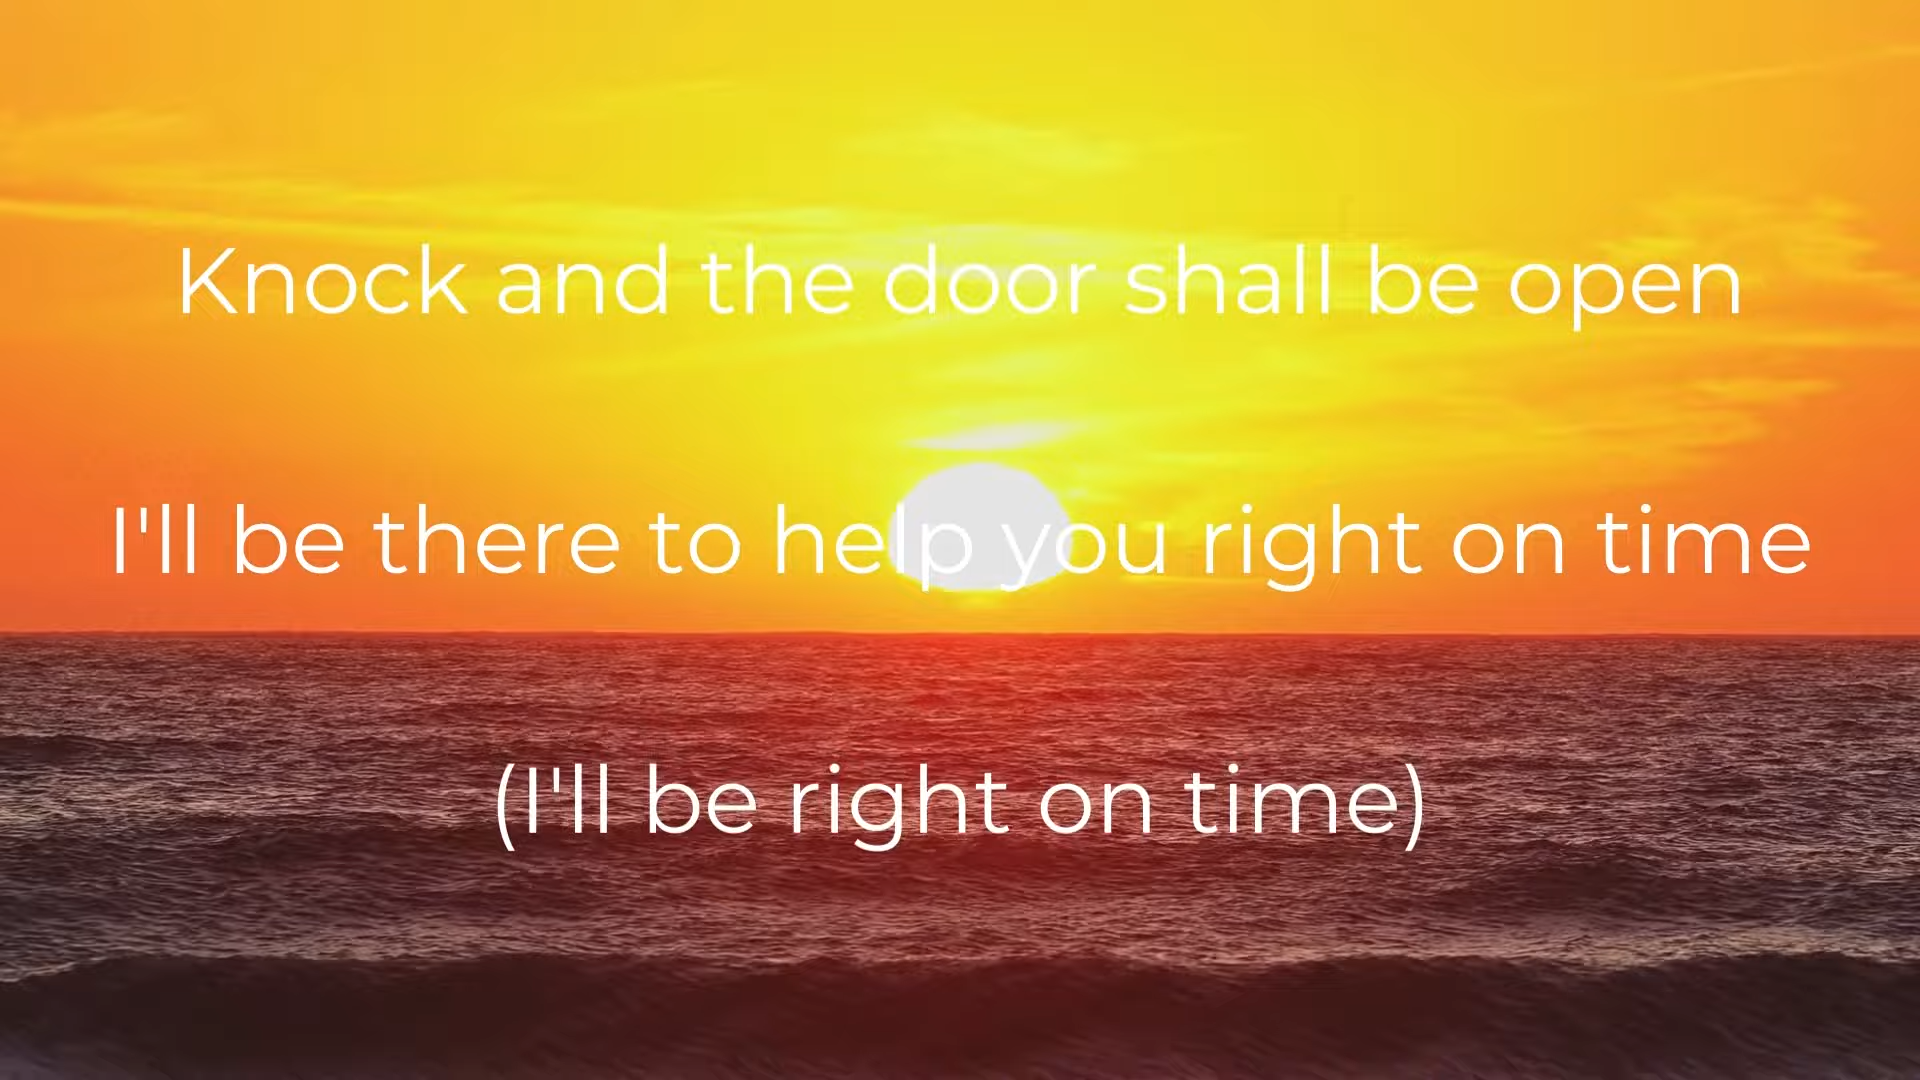 Knock and the door shall be open
I'll be there to help you right on time
(I'll be right on time)